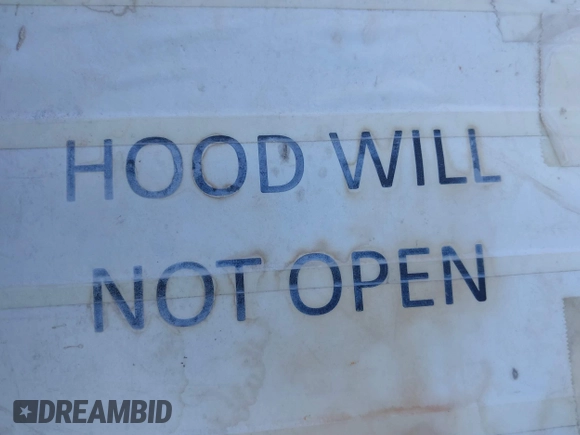 HOOD WILL
NOT OPEN
DREAMBID